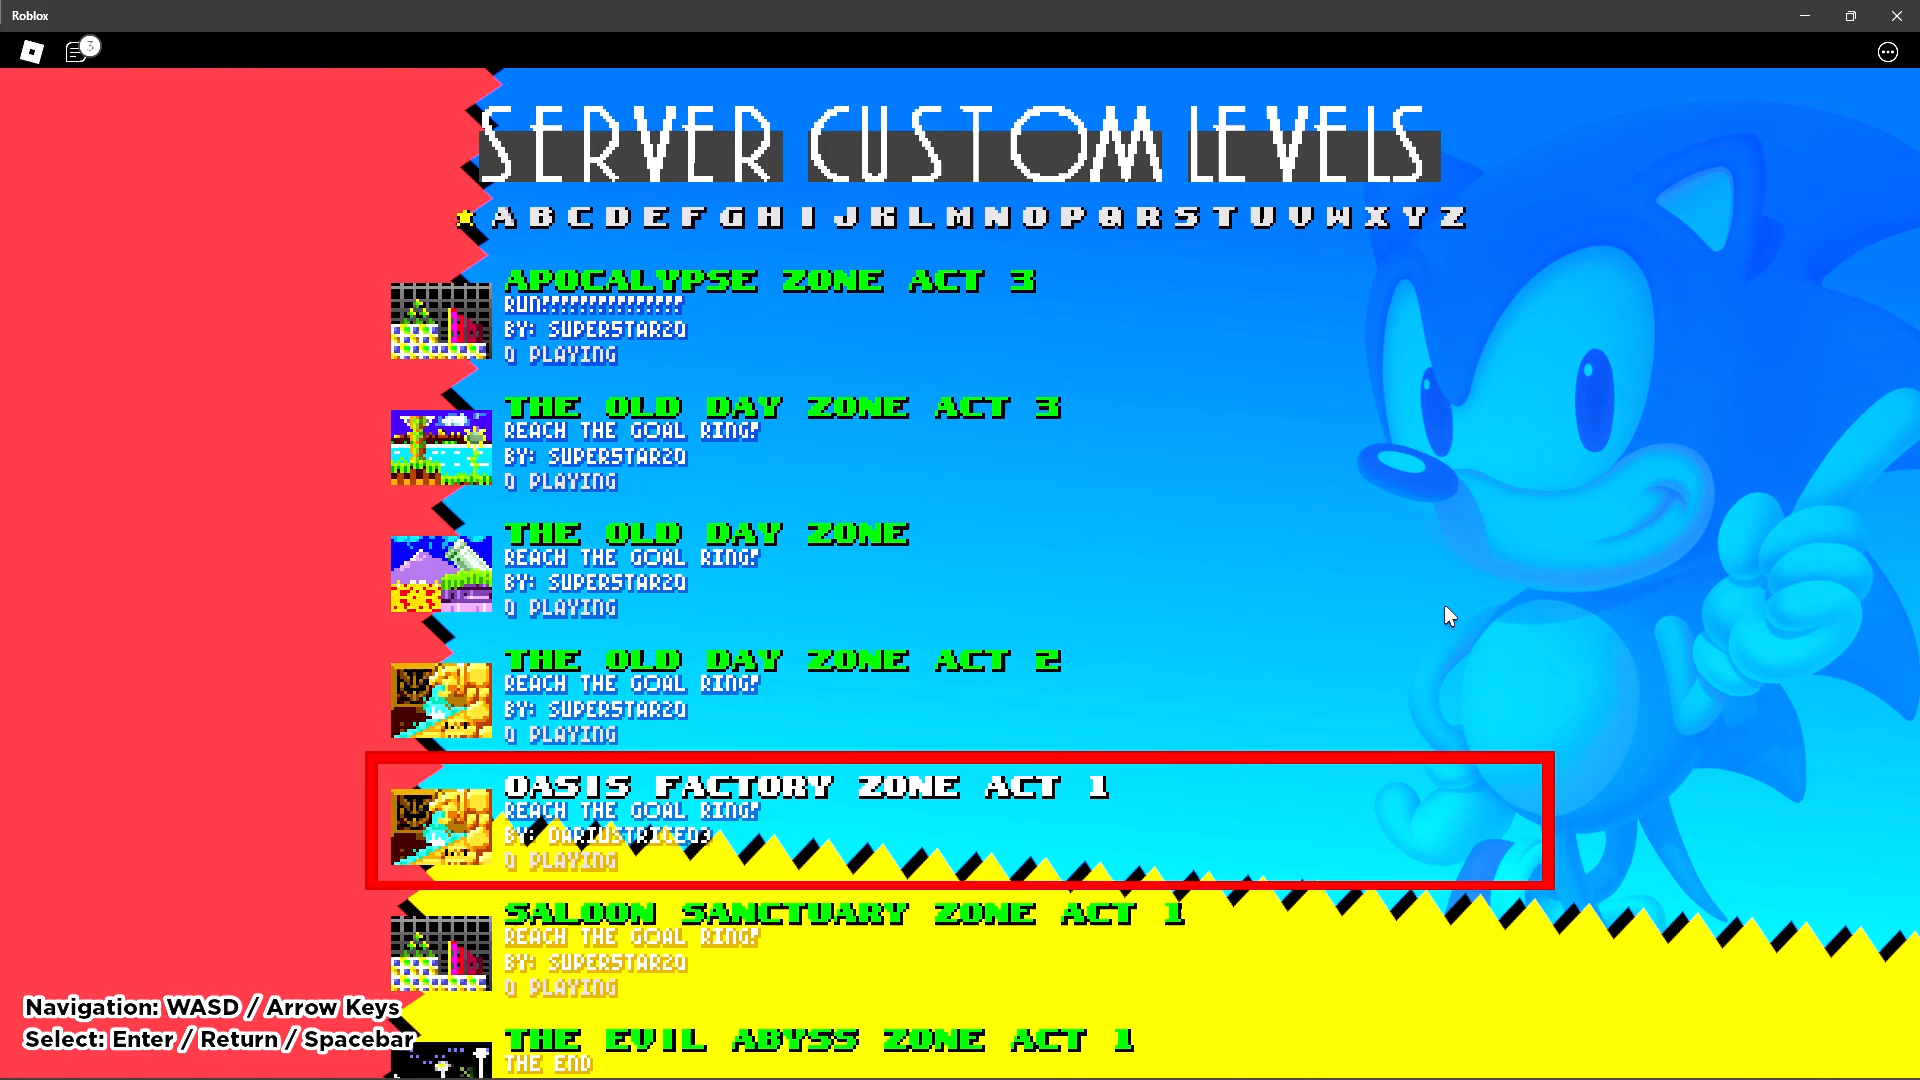 Roblox
3
SERVER CUSTOM LEVELS
A B C D E F G H I J K L M N O P Q R S T U V W X Y Z
APOCALYPSE ZONE ACT 3
RUN!!!!!!!!!!!!!!!
BY: SUPERSTAR20
0 PLAYING
THE OLD DAY ZONE ACT 3
REACH THE GOAL RING!
BY: SUPERSTAR20
0 PLAYING
THE OLD DAY ZONE
REACH THE GOAL RING!
BY: SUPERSTAR20
0 PLAYING
THE OLD DAY ZONE ACT 2
REACH THE GOAL RING!
BY: SUPERSTAR20
0 PLAYING
OASIS FACTORY ZONE ACT 1
REACH THE GOAL RING!
BY: DARIUSTRICE03
0 PLAYING
SALOON SANCTUARY ZONE ACT 1
REACH THE GOAL RING!
BY: SUPERSTAR20
0 PLAYING
THE EVIL ABYSS ZONE ACT 1
THE END
Navigation: WASD / Arrow Keys
Select: Enter / Return / Spacebar